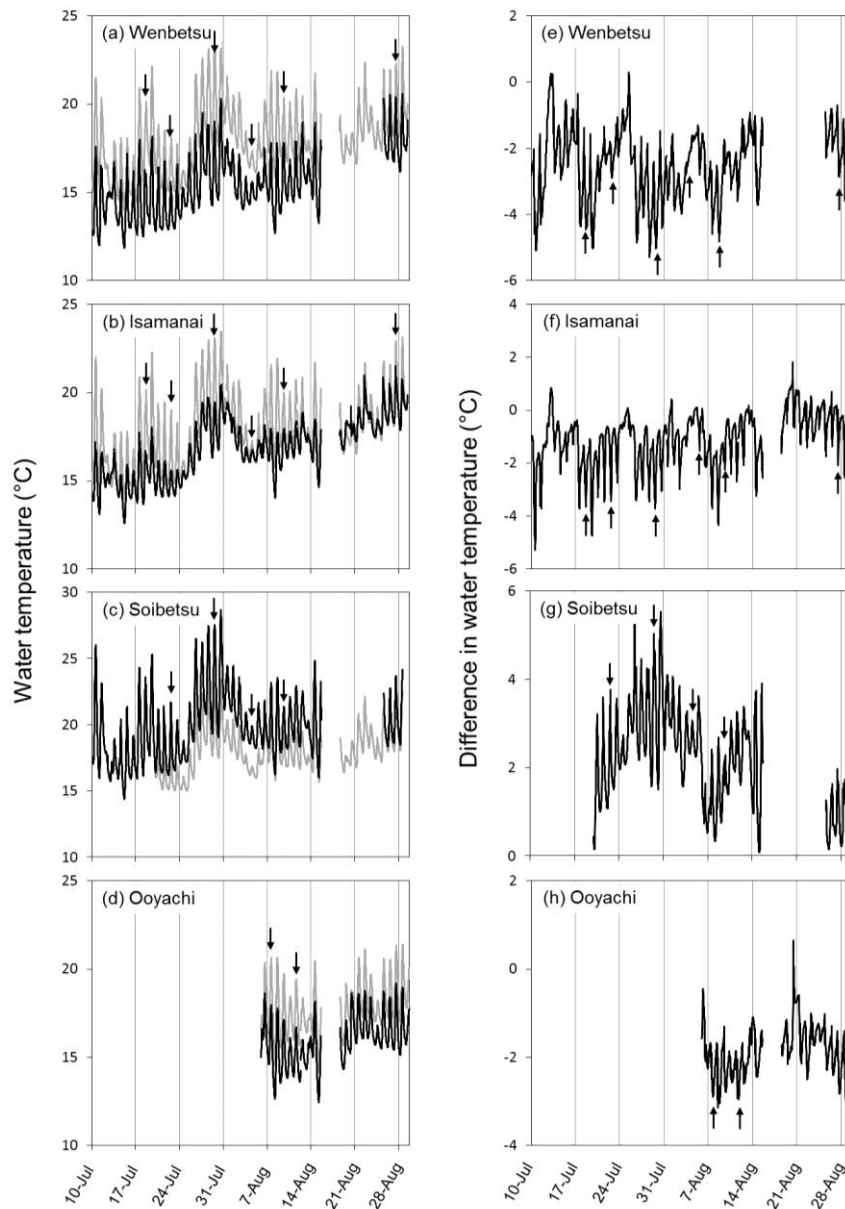 (a) Wenbetsu
25
20
15
10
(b) Isamanai
25
20
15
10
(c) Soibetsu
30
25
20
15
10
(d) Ooyachi
25
20
15
10
Water temperature (°C)
10-Jul
17-Jul
24-Jul
31-Jul
7-Aug
14-Aug
21-Aug
28-Aug
(e) Wenbetsu
2
0
-2
-4
-6
(f) Isamanai
4
2
0
-2
-4
-6
(g) Soibetsu
6
4
2
0
(h) Ooyachi
2
0
-2
-4
Difference in water temperature (°C)
10-Jul
17-Jul
24-Jul
31-Jul
7-Aug
14-Aug
21-Aug
28-Aug